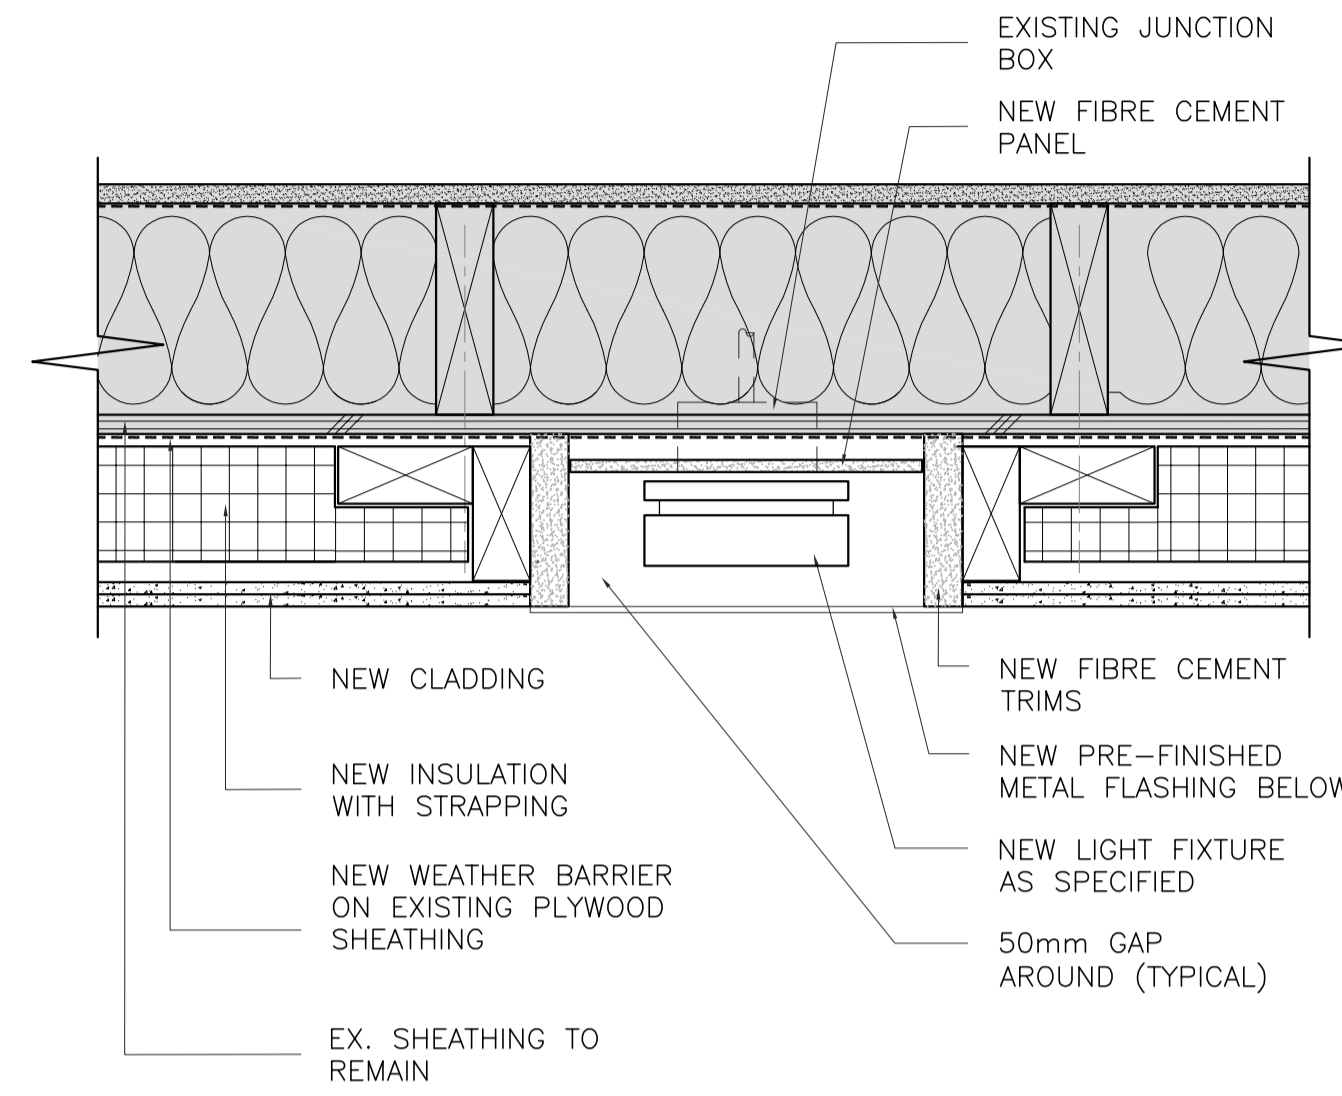 EXISTING JUNCTION
BOX
NEW FIBRE CEMENT
PANEL
NEW CLADDING
NEW INSULATION
WITH STRAPPING
NEW WEATHER BARRIER
ON EXISTING PLYWOOD
SHEATHING
EX. SHEATHING TO
REMAIN
NEW FIBRE CEMENT
TRIMS
NEW PRE-FINISHED
METAL FLASHING BELOW
NEW LIGHT FIXTURE
AS SPECIFIED
50mm GAP
AROUND (TYPICAL)